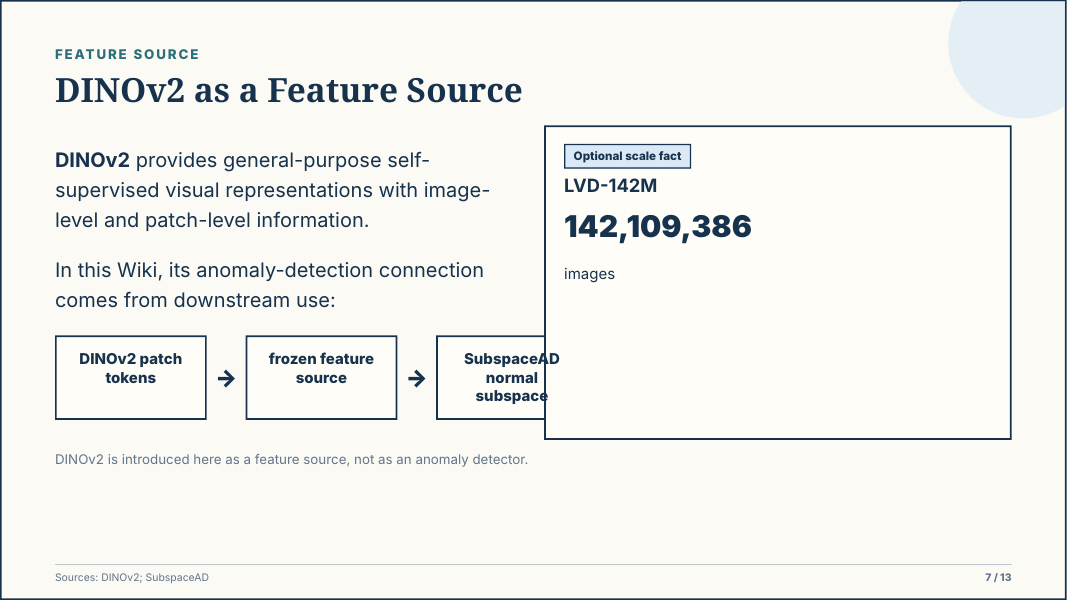 FEATURE SOURCE
DINOv2 as a Feature Source
DINOv2 provides general-purpose self-
supervised visual representations with image-
level and patch-level information.
In this Wiki, its anomaly-detection connection
comes from downstream use:
DINOv2 patch
tokens
→
frozen feature
source
→
SubspaceAD
normal
subspace
DINOv2 is introduced here as a feature source, not as an anomaly detector.
Optional scale fact
LVD-142M
142,109,386
images
Sources: DINOv2; SubspaceAD
7 / 13